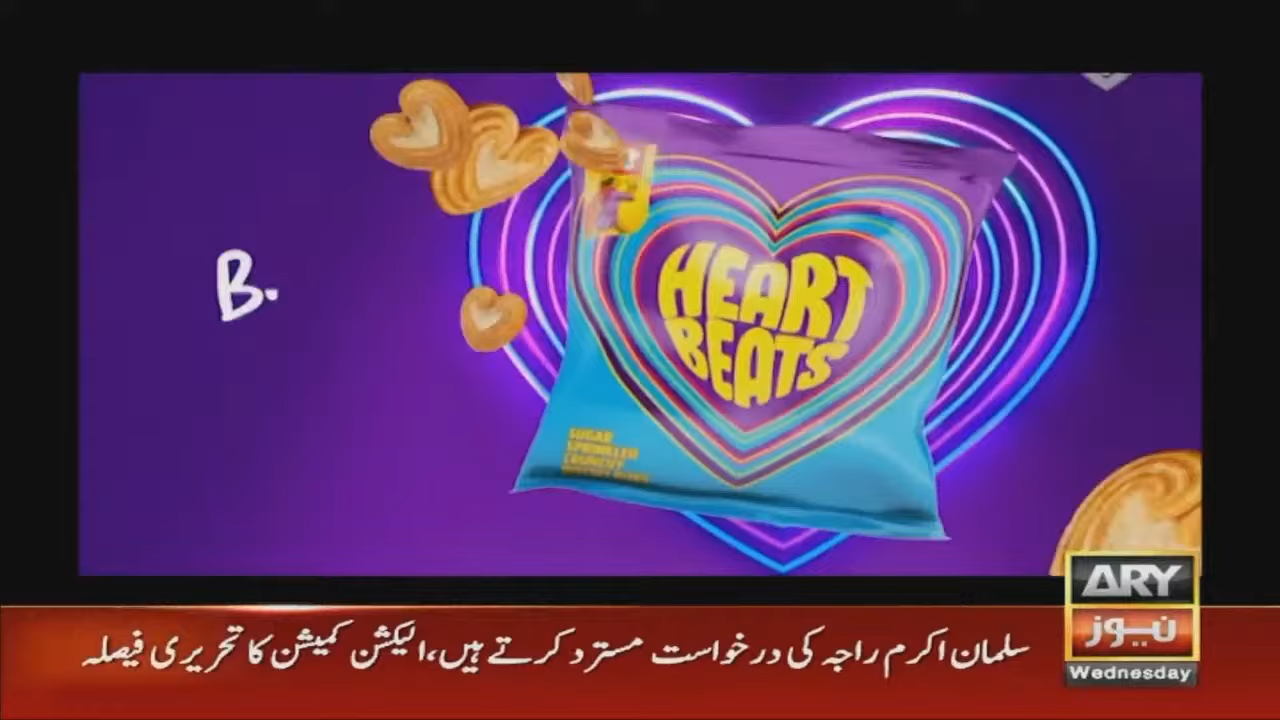 B.
HEART
BEATS
SUGAR
SPRINKLED
CRUNCHY
ARY
نیوز
Wednesday
سلمان اکرم راجہ کی درخواست مسترد کرتے ہیں،الیکشن کمیشن کا تحریری فیصلہ